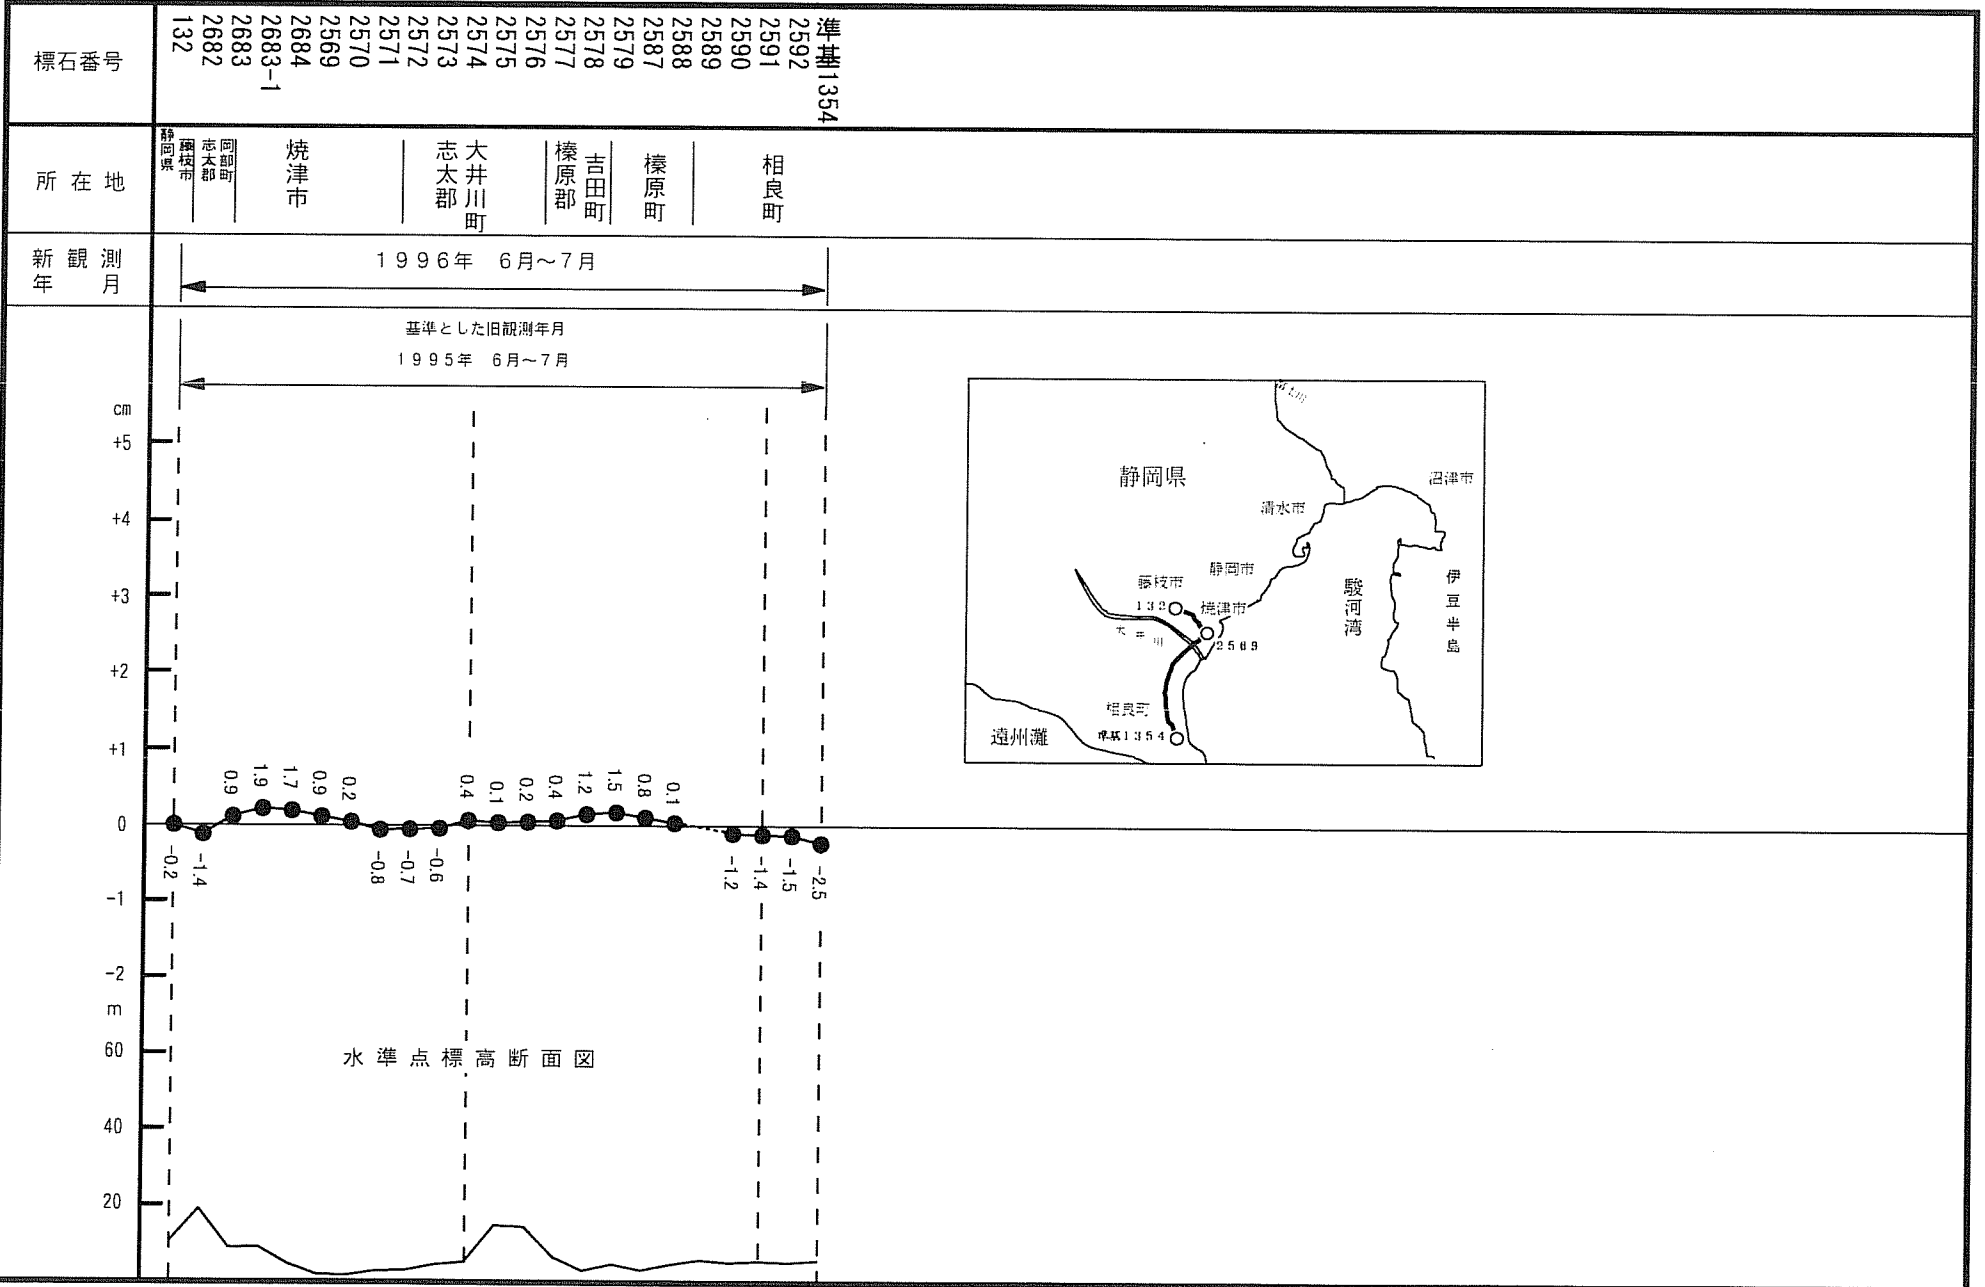 標石番号
132
2682
2683
2683-1
2684
2569
2570
2571
2572
2573
2574
2575
2576
2577
2578
2579
2587
2588
2589
2590
2591
2592
準基1354
所在地
静岡県
藤枝市
志太郡
岡部町
焼津市
志太郡
大井川町
榛原郡
吉田町
榛原町
相良町
新観測
年月
1996年 6月～7月
基準とした旧観測年月
1995年 6月～7月
cm
+5
+4
+3
+2
+1
0
-1
-2
-0.2
-1.4
0.9
1.9
1.7
0.9
0.2
-0.8
-0.7
-0.6
0.4
0.1
0.2
0.4
1.2
1.5
0.8
0.1
-1.2
-1.4
-1.5
-2.5
m
60
40
20
水準点標高断面図
富士川
静岡県
沼津市
清水市
静岡市
藤枝市
132
焼津市
大井川
2569
駿河湾
伊豆半島
相良町
準基1354
遠州灘